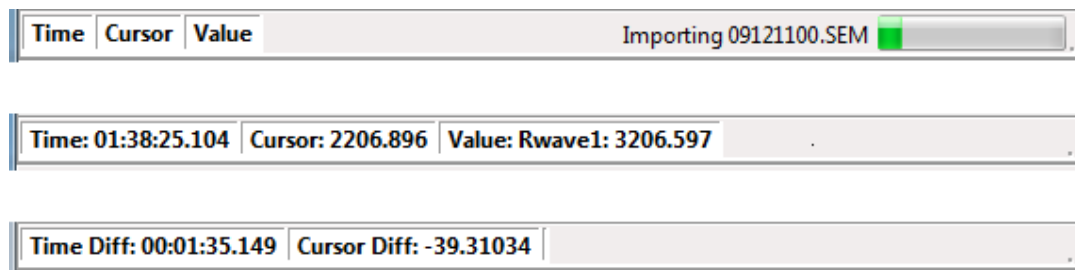 Time Cursor Value Importing 09121100.SEM
Time: 01:38:25.104 Cursor: 2206.896 Value: Rwave1: 3206.597
Time Diff: 00:01:35.149 Cursor Diff: -39.31034